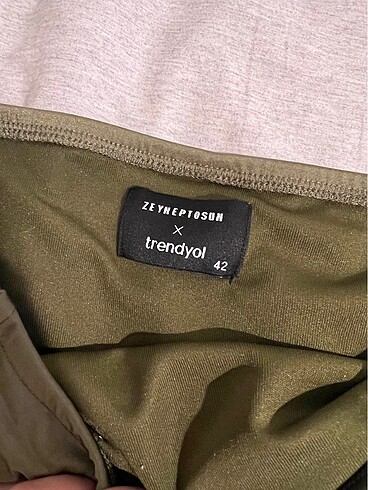 ZEYNEPTOSUN
X
trendyol
42